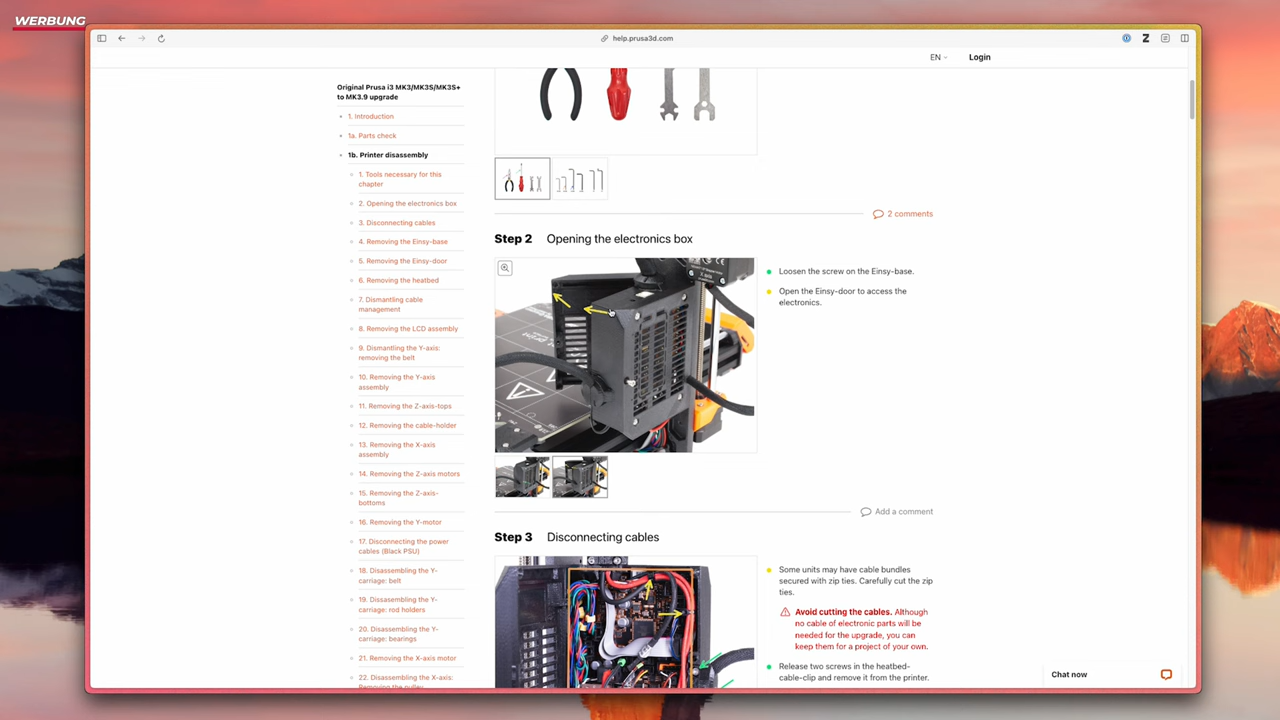 WERBUNG
help.prusa3d.com
Z
EN
Login
Original Prusa i3 MK3/MK3S/MK3S+
to MK3.9 upgrade
1. Introduction
1a. Parts check
1b. Printer disassembly
1. Tools necessary for this
chapter
2. Opening the electronics box
3. Disconnecting cables
4. Removing the Einsy-base
5. Removing the Einsy-door
6. Removing the heatbed
7. Dismantling cable
management
8. Removing the LCD assembly
9. Dismantling the Y-axis:
removing the belt
10. Removing the Y-axis
assembly
11. Removing the Z-axis-tops
12. Removing the cable-holder
13. Removing the X-axis
assembly
14. Removing the Z-axis motors
15. Removing the Z-axis-
bottoms
16. Removing the Y-motor
17. Disconnecting the power
cables (Black PSU)
18. Disassembling the Y-
carriage: belt
19. Dissasembling the Y-
carriage: rod holders
20. Disassembling the Y-
carriage: bearings
21. Removing the X-axis motor
22. Disassembling the X-axis:
Removing the pulley
2 comments
Step 2 Opening the electronics box
Loosen the screw on the Einsy-base.
Open the Einsy-door to access the
electronics.
Add a comment
Step 3 Disconnecting cables
Some units may have cable bundles
secured with zip ties. Carefully cut the zip
ties.
Avoid cutting the cables. Although
no cable of electronic parts will be
needed for the upgrade, you can
keep them for a project of your own.
Release two screws in the heatbed-
cable-clip and remove it from the printer.
Chat now